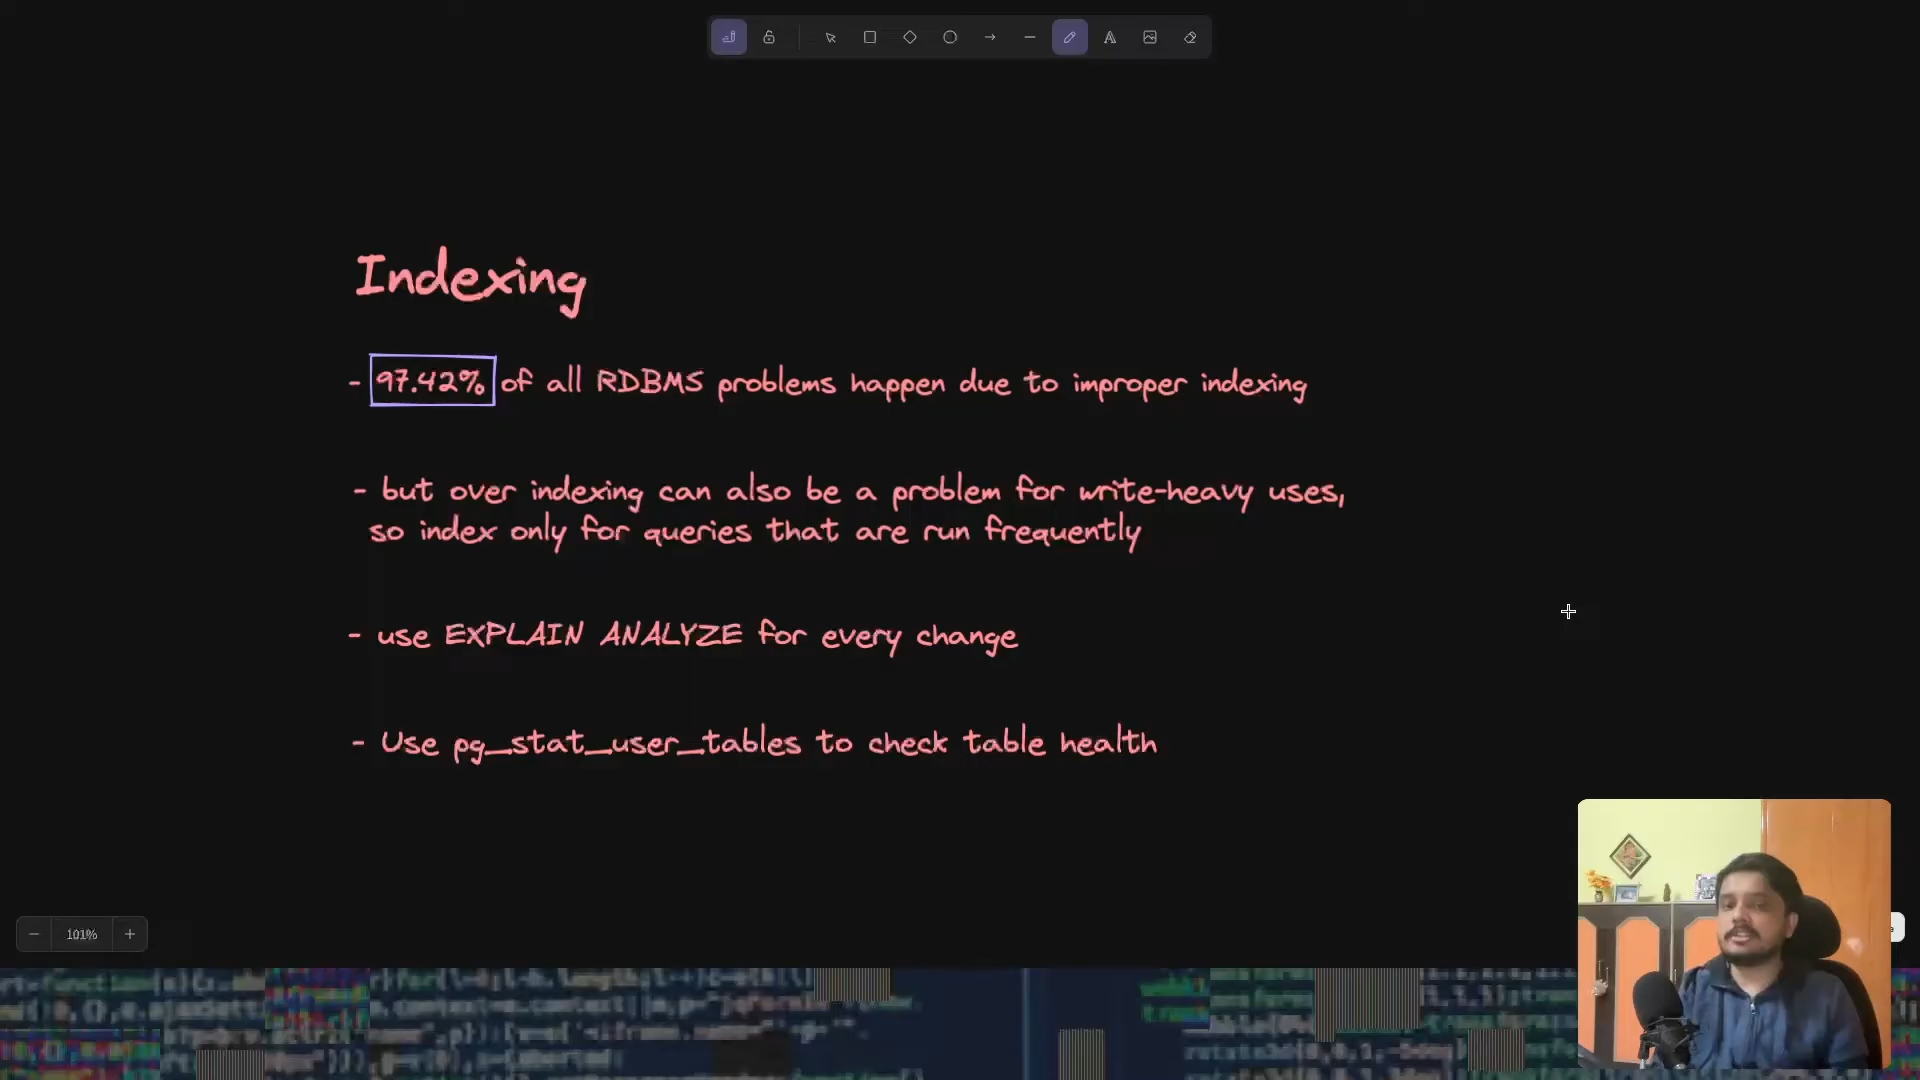 Indexing
- 97.42% of all RDBMS problems happen due to improper indexing
- but over indexing can also be a problem for write-heavy uses,
so index only for queries that are run frequently
- use EXPLAIN ANALYZE for every change
- Use pg_stat_user_tables to check table health
101%